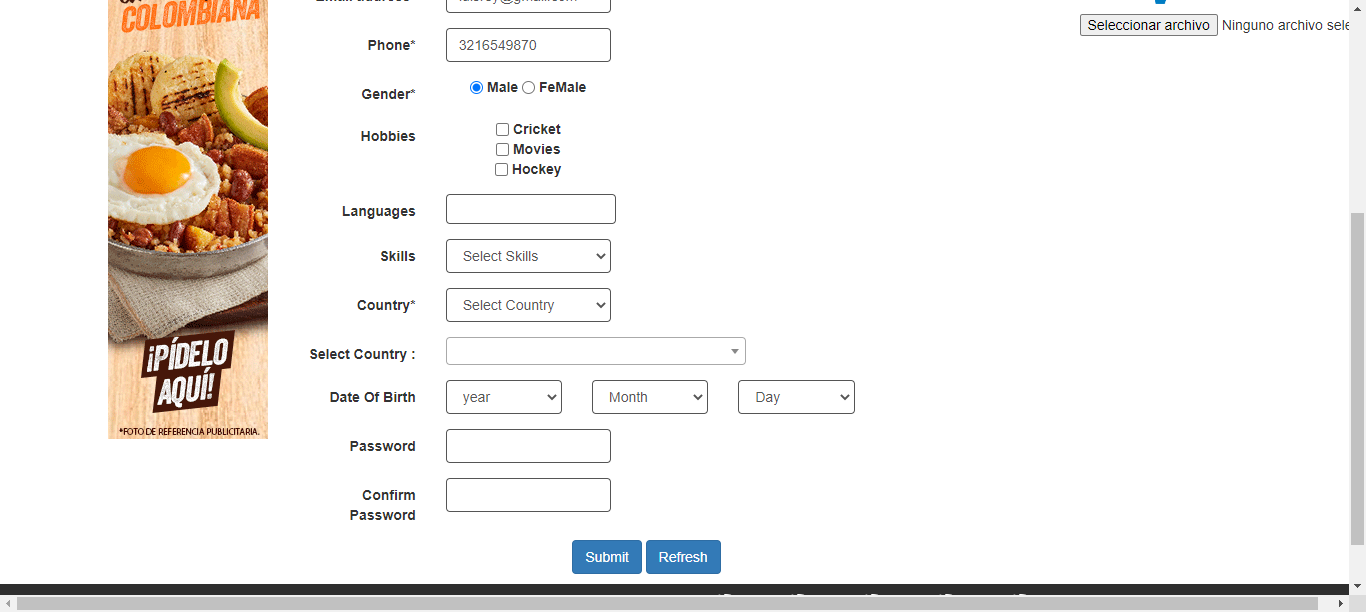 COLOMBIANA
Seleccionar archivo Ninguno archivo sele
Phone* 3216549870
Gender* Male FeMale
Hobbies Cricket
Movies
Hockey
Languages
Skills Select Skills
Country* Select Country
Select Country :
Date Of Birth year Month Day
Password
Confirm
Password
Submit Refresh
¡PÍDELO
AQUÍ!
*FOTO DE REFERENCIA PUBLICITARIA.